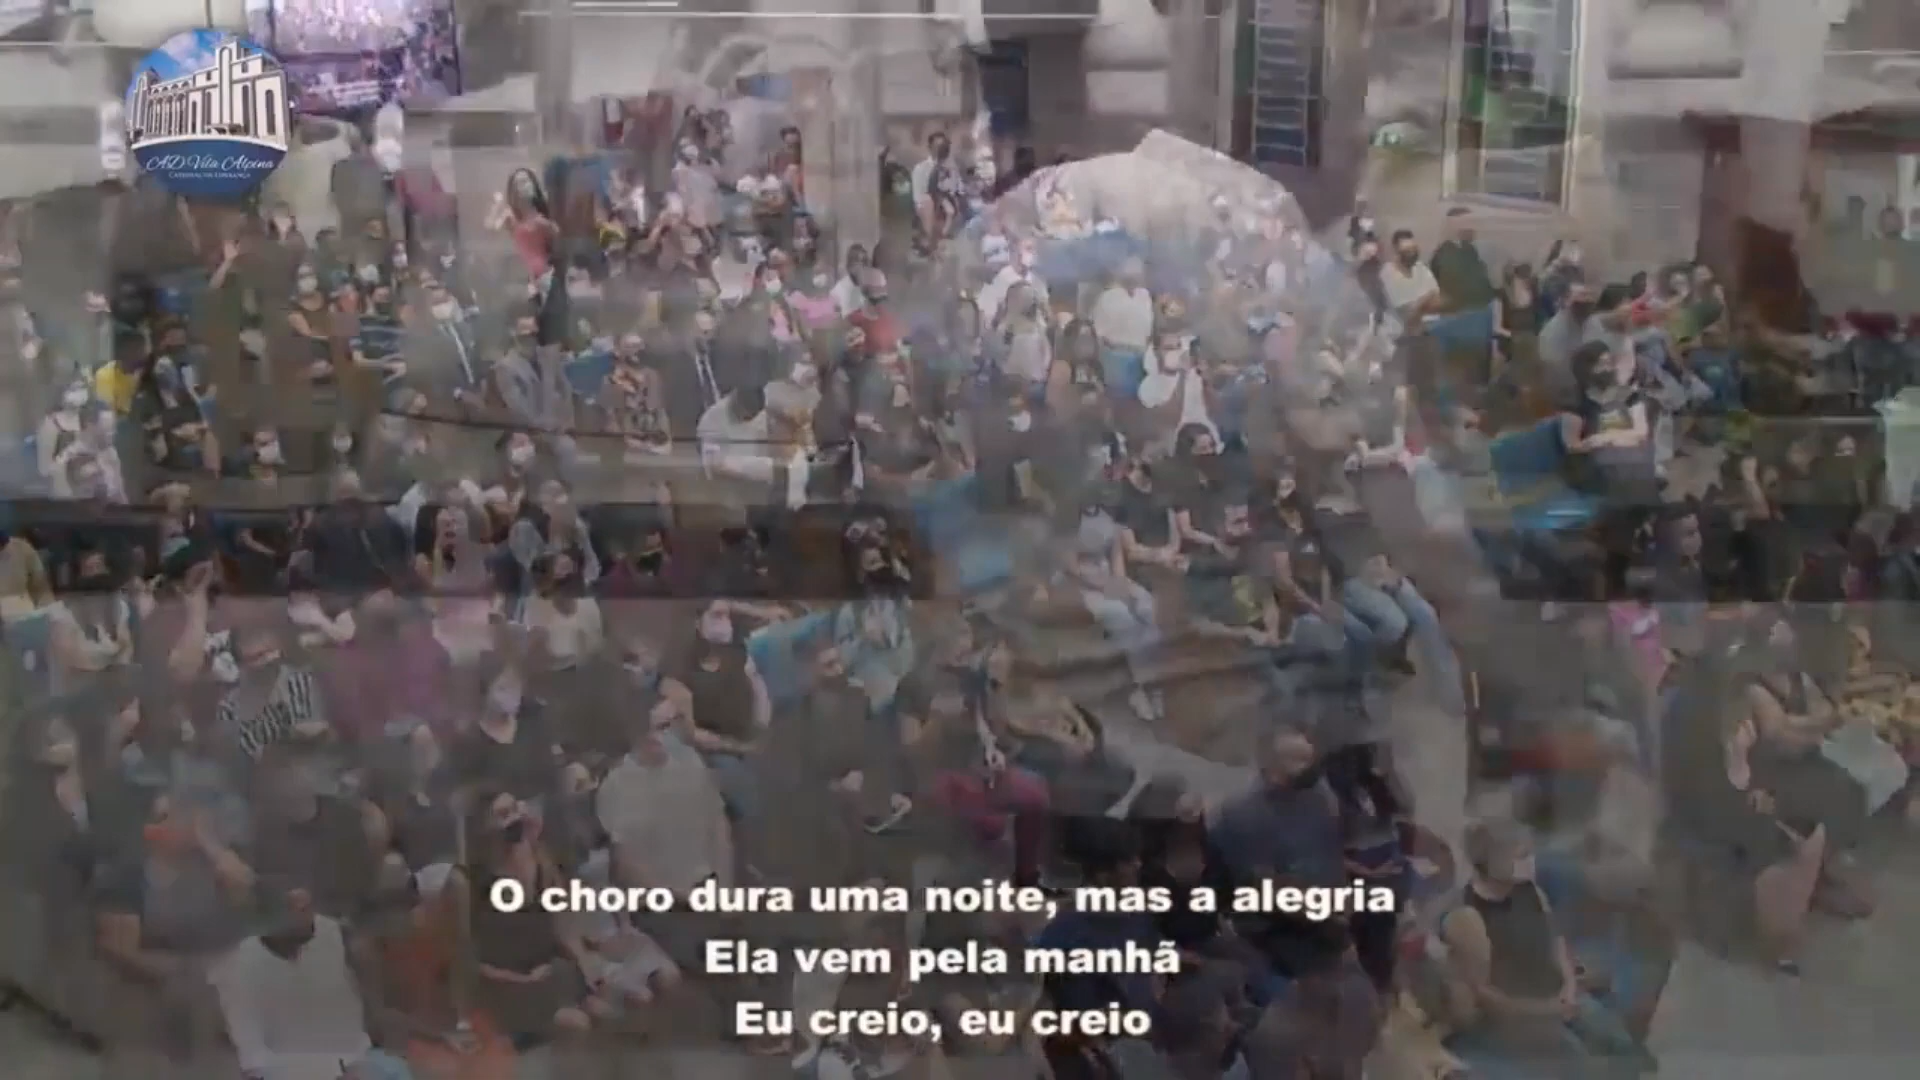 AD Vila Alpina
O choro dura uma noite, mas a alegria
Ela vem pela manhã
Eu creio, eu creio